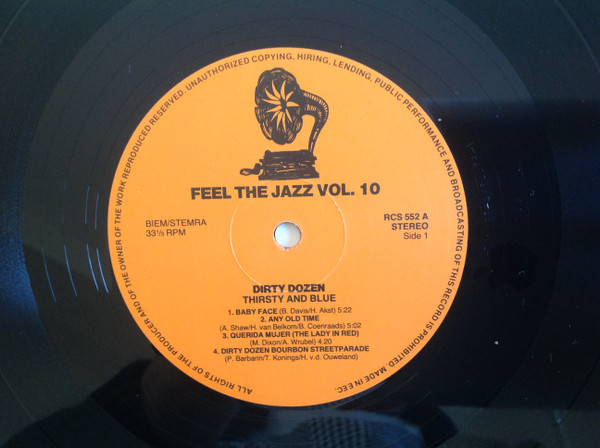 ALL RIGHTS OF THE PRODUCER AND OF THE OWNER OF THE WORK REPRODUCED RESERVED. UNAUTHORIZED COPYING, HIRING, LENDING, PUBLIC PERFORMANCE AND BROADCASTING OF THIS RECORD IS PROHIBITED. MADE IN EEC.
FEEL THE JAZZ VOL. 10
BIEM/STEMRA
33⅓ RPM
RCS 552 A
STEREO
Side 1
DIRTY DOZEN
THIRSTY AND BLUE
1. BABY FACE (B. Davis/H. Akst) 5:22
2. ANY OLD TIME
(A. Shaw/H. van Belkom/B. Coenraads) 5:02
3. QUERIDA MUJER (THE LADY IN RED)
(M. Dixon/A. Wrubel) 4:20
4. DIRTY DOZEN BOURBON STREETPARADE
(P. Barbarin/T. Konings/H. v.d. Ouweland)